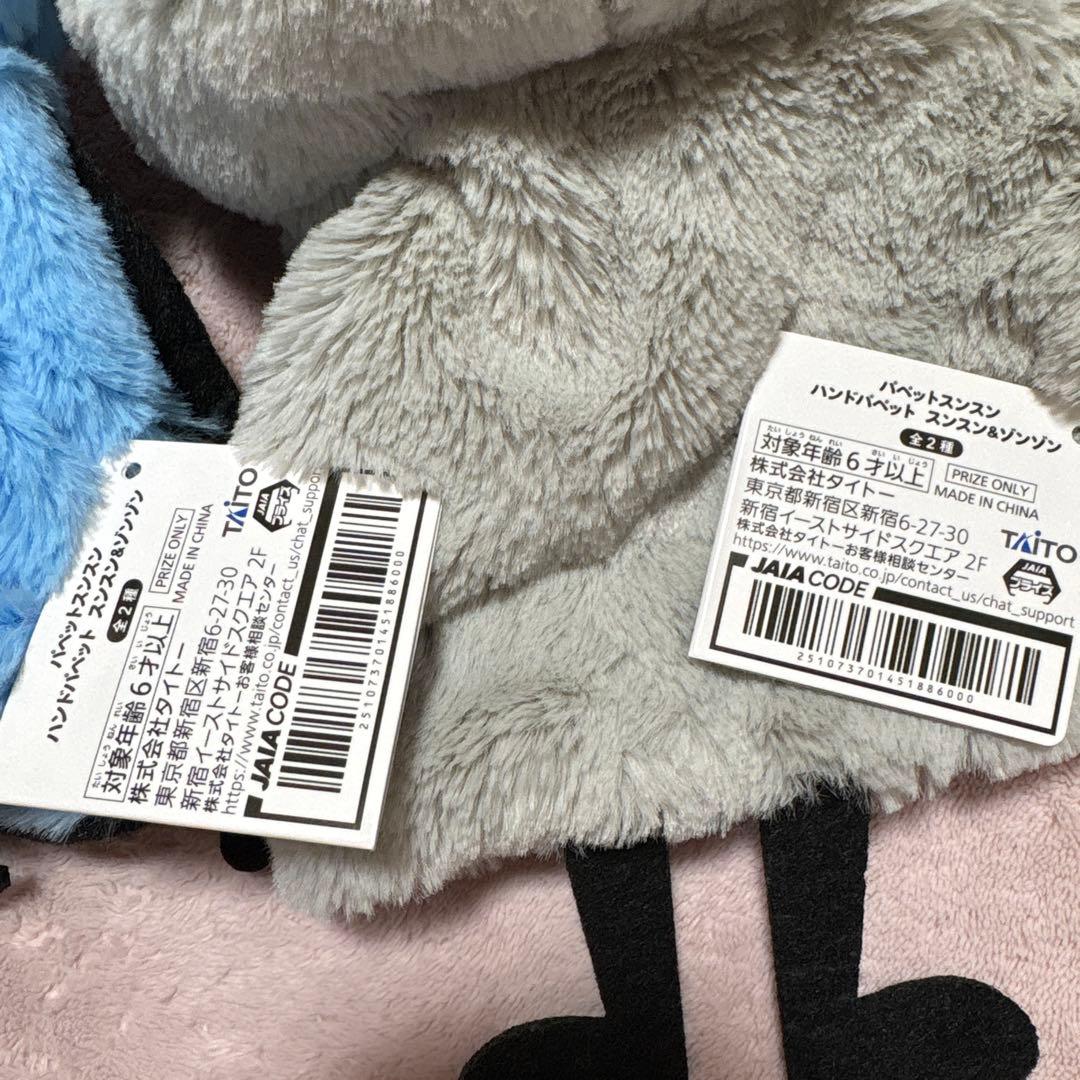 パペットスンスン
ハンドパペット スンスン&ゾンゾン
全2種
たいしょうねんれい さいいじょう
対象年齢6才以上
PRIZE ONLY
MADE IN CHINA
株式会社タイトー
東京都新宿区新宿6-27-30
新宿イーストサイドスクエア 2F
株式会社タイトーお客様相談センター
https://www.taito.co.jp/contact_us/chat_support
TAITO
JAIA
プライズ
JAIA CODE
2510737014518866000
パペットスンスン
ハンドパペット スンスン&ゾンゾン
全2種
たいしょうねんれい さいいじょう
対象年齢6才以上
PRIZE ONLY
MADE IN CHINA
株式会社タイトー
東京都新宿区新宿6-27-30
新宿イーストサイドスクエア 2F
株式会社タイトーお客様相談センター
https://www.taito.co.jp/contact_us/chat_support
TAITO
JAIA
プライズ
JAIA CODE
251073701451886000